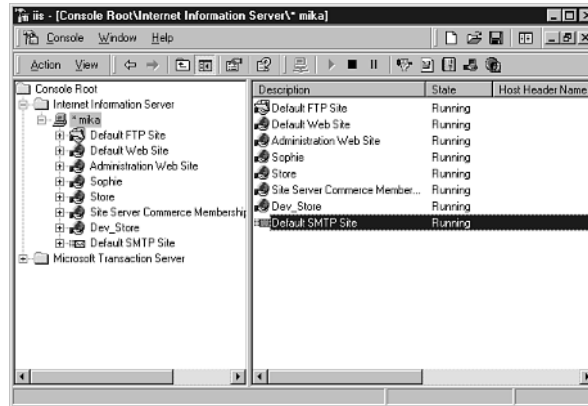 iis - [Console Root\Internet Information Server\* mika]
Console Window Help
Action View
Console Root
Internet Information Server
* mika
Default FTP Site
Default Web Site
Administration Web Site
Sophie
Store
Site Server Commerce Membership
Dev_Store
Default SMTP Site
Microsoft Transaction Server
Description State Host Header Name
Default FTP Site Running
Default Web Site Running
Administration Web Site Running
Sophie Running
Store Running
Site Server Commerce Member... Running
Dev_Store Running
Default SMTP Site Running